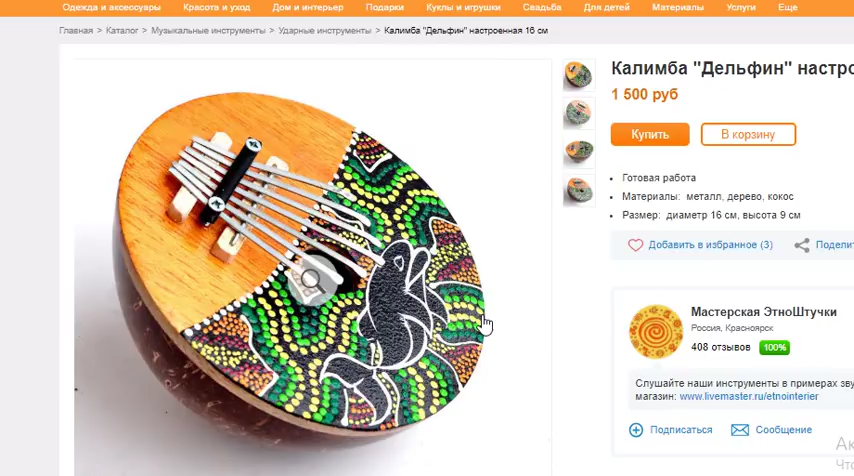 Одежда и аксессуары Красота и уход Дом и интерьер Подарки Куклы и игрушки Свадьба Для детей Материалы Услуги Еще
Главная > Каталог > Музыкальные инструменты > Ударные инструменты > Калимба "Дельфин" настроенная 16 см
Калимба "Дельфин"
1 500 руб
Купить В корзину
• Готовая работа
• Материалы: металл, дерево, кокос
• Размер: диаметр 16 см, высота 9 см
Добавить в избранное (3)
Мастерская ЭтноШтучки
Россия, Красноярск
408 отзывов 100%
Слушайте наши инструменты в примерах
магазин: www.livemaster.ru/etnointerier
Подписаться Сообщение